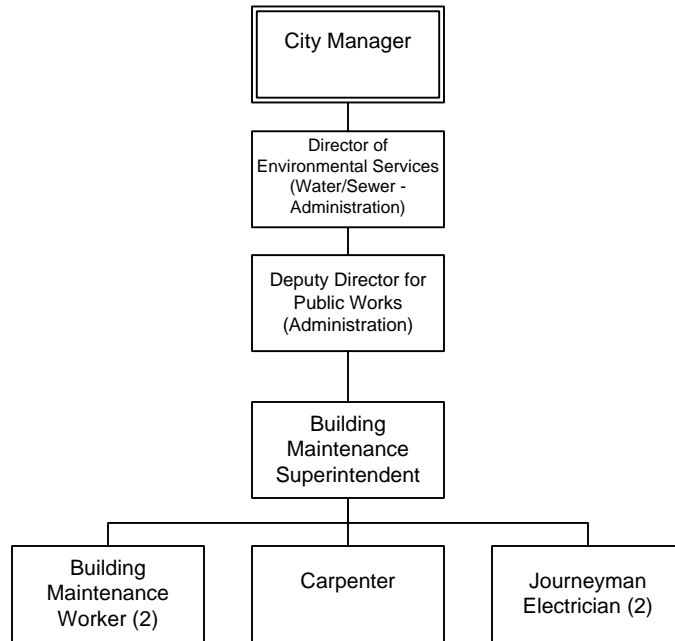 City Manager
Director of
Environmental Services
(Water/Sewer -
Administration)
Deputy Director for
Public Works
(Administration)
Building
Maintenance
Superintendent
Building
Maintenance
Worker (2)
Carpenter
Journeyman
Electrician (2)